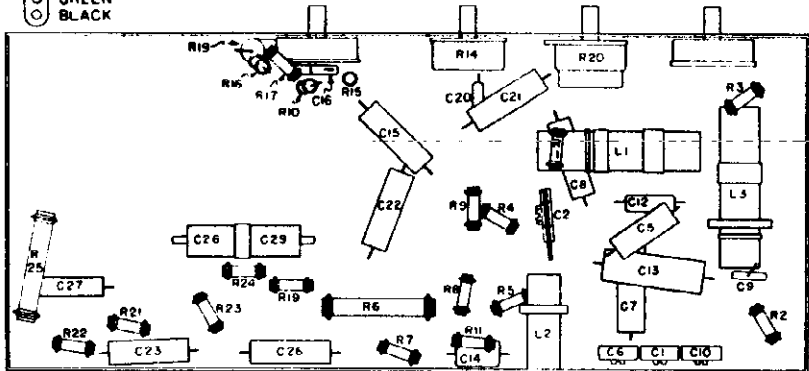 GREEN
BLACK
R19
R16
R17
R10
C16
R15
R14
R20
C20
C21
R3
C15
L1
L3
C8
C22
R9
R4
C2
C12
C5
C26
C29
C13
R25
C27
R24
R19
C9
R8
R5
R23
R6
C7
R21
R2
R22
C23
C26
R7
R11
C14
L2
C6
C1
C10